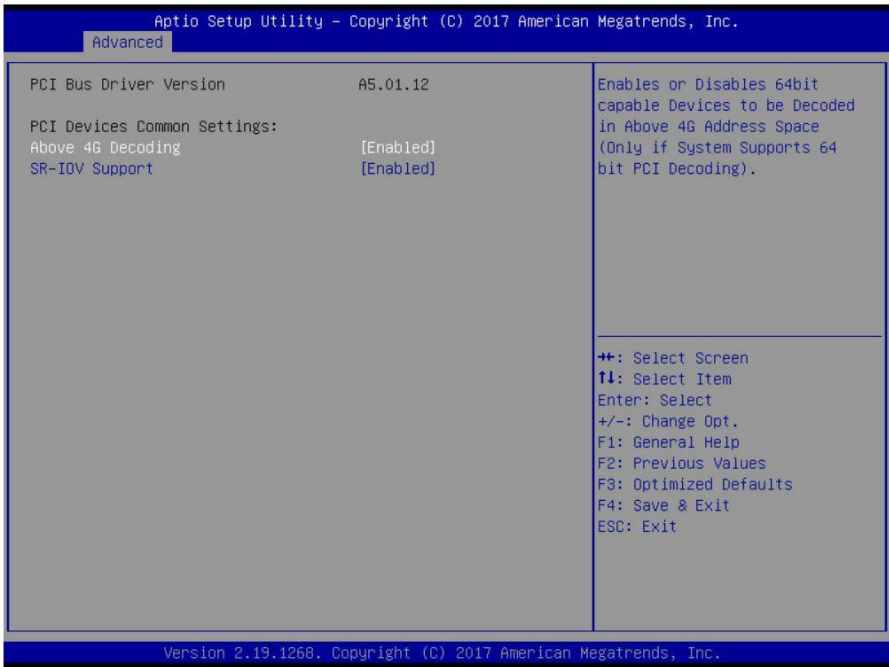 Aptio Setup Utility – Copyright (C) 2017 American Megatrends, Inc.
Advanced
PCI Bus Driver Version A5.01.12
PCI Devices Common Settings:
Above 4G Decoding [Enabled]
SR-IOV Support [Enabled]
Enables or Disables 64bit
capable Devices to be Decoded
in Above 4G Address Space
(Only if System Supports 64
bit PCI Decoding).
→←: Select Screen
↑↓: Select Item
Enter: Select
+/-: Change Opt.
F1: General Help
F2: Previous Values
F3: Optimized Defaults
F4: Save & Exit
ESC: Exit
Version 2.19.1268. Copyright (C) 2017 American Megatrends, Inc.